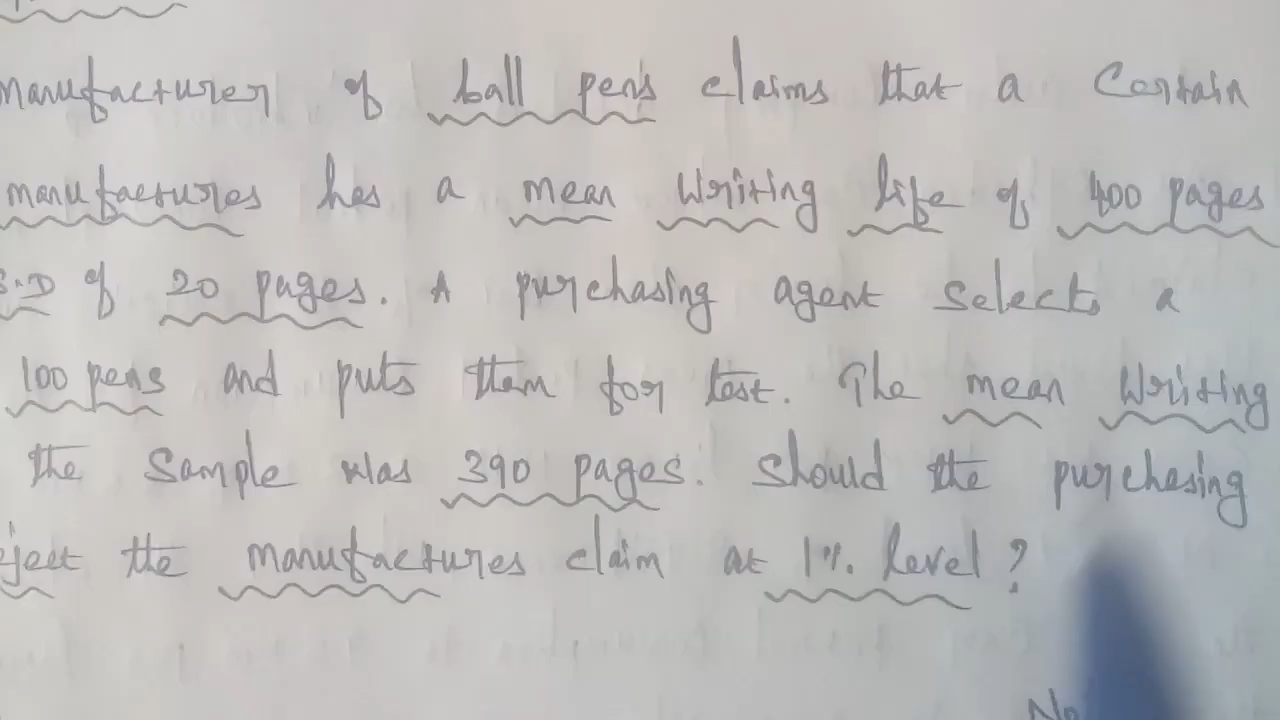 manufacturer of ball pens claims that a Certain
manufactures has a mean writing life of 400 pages
S.D of 20 pages. A purchasing agent selects a
100 pens and puts them for test. The mean writing
the Sample was 390 pages. Should the purchasing
eject the manufactures claim at 1% level?
No